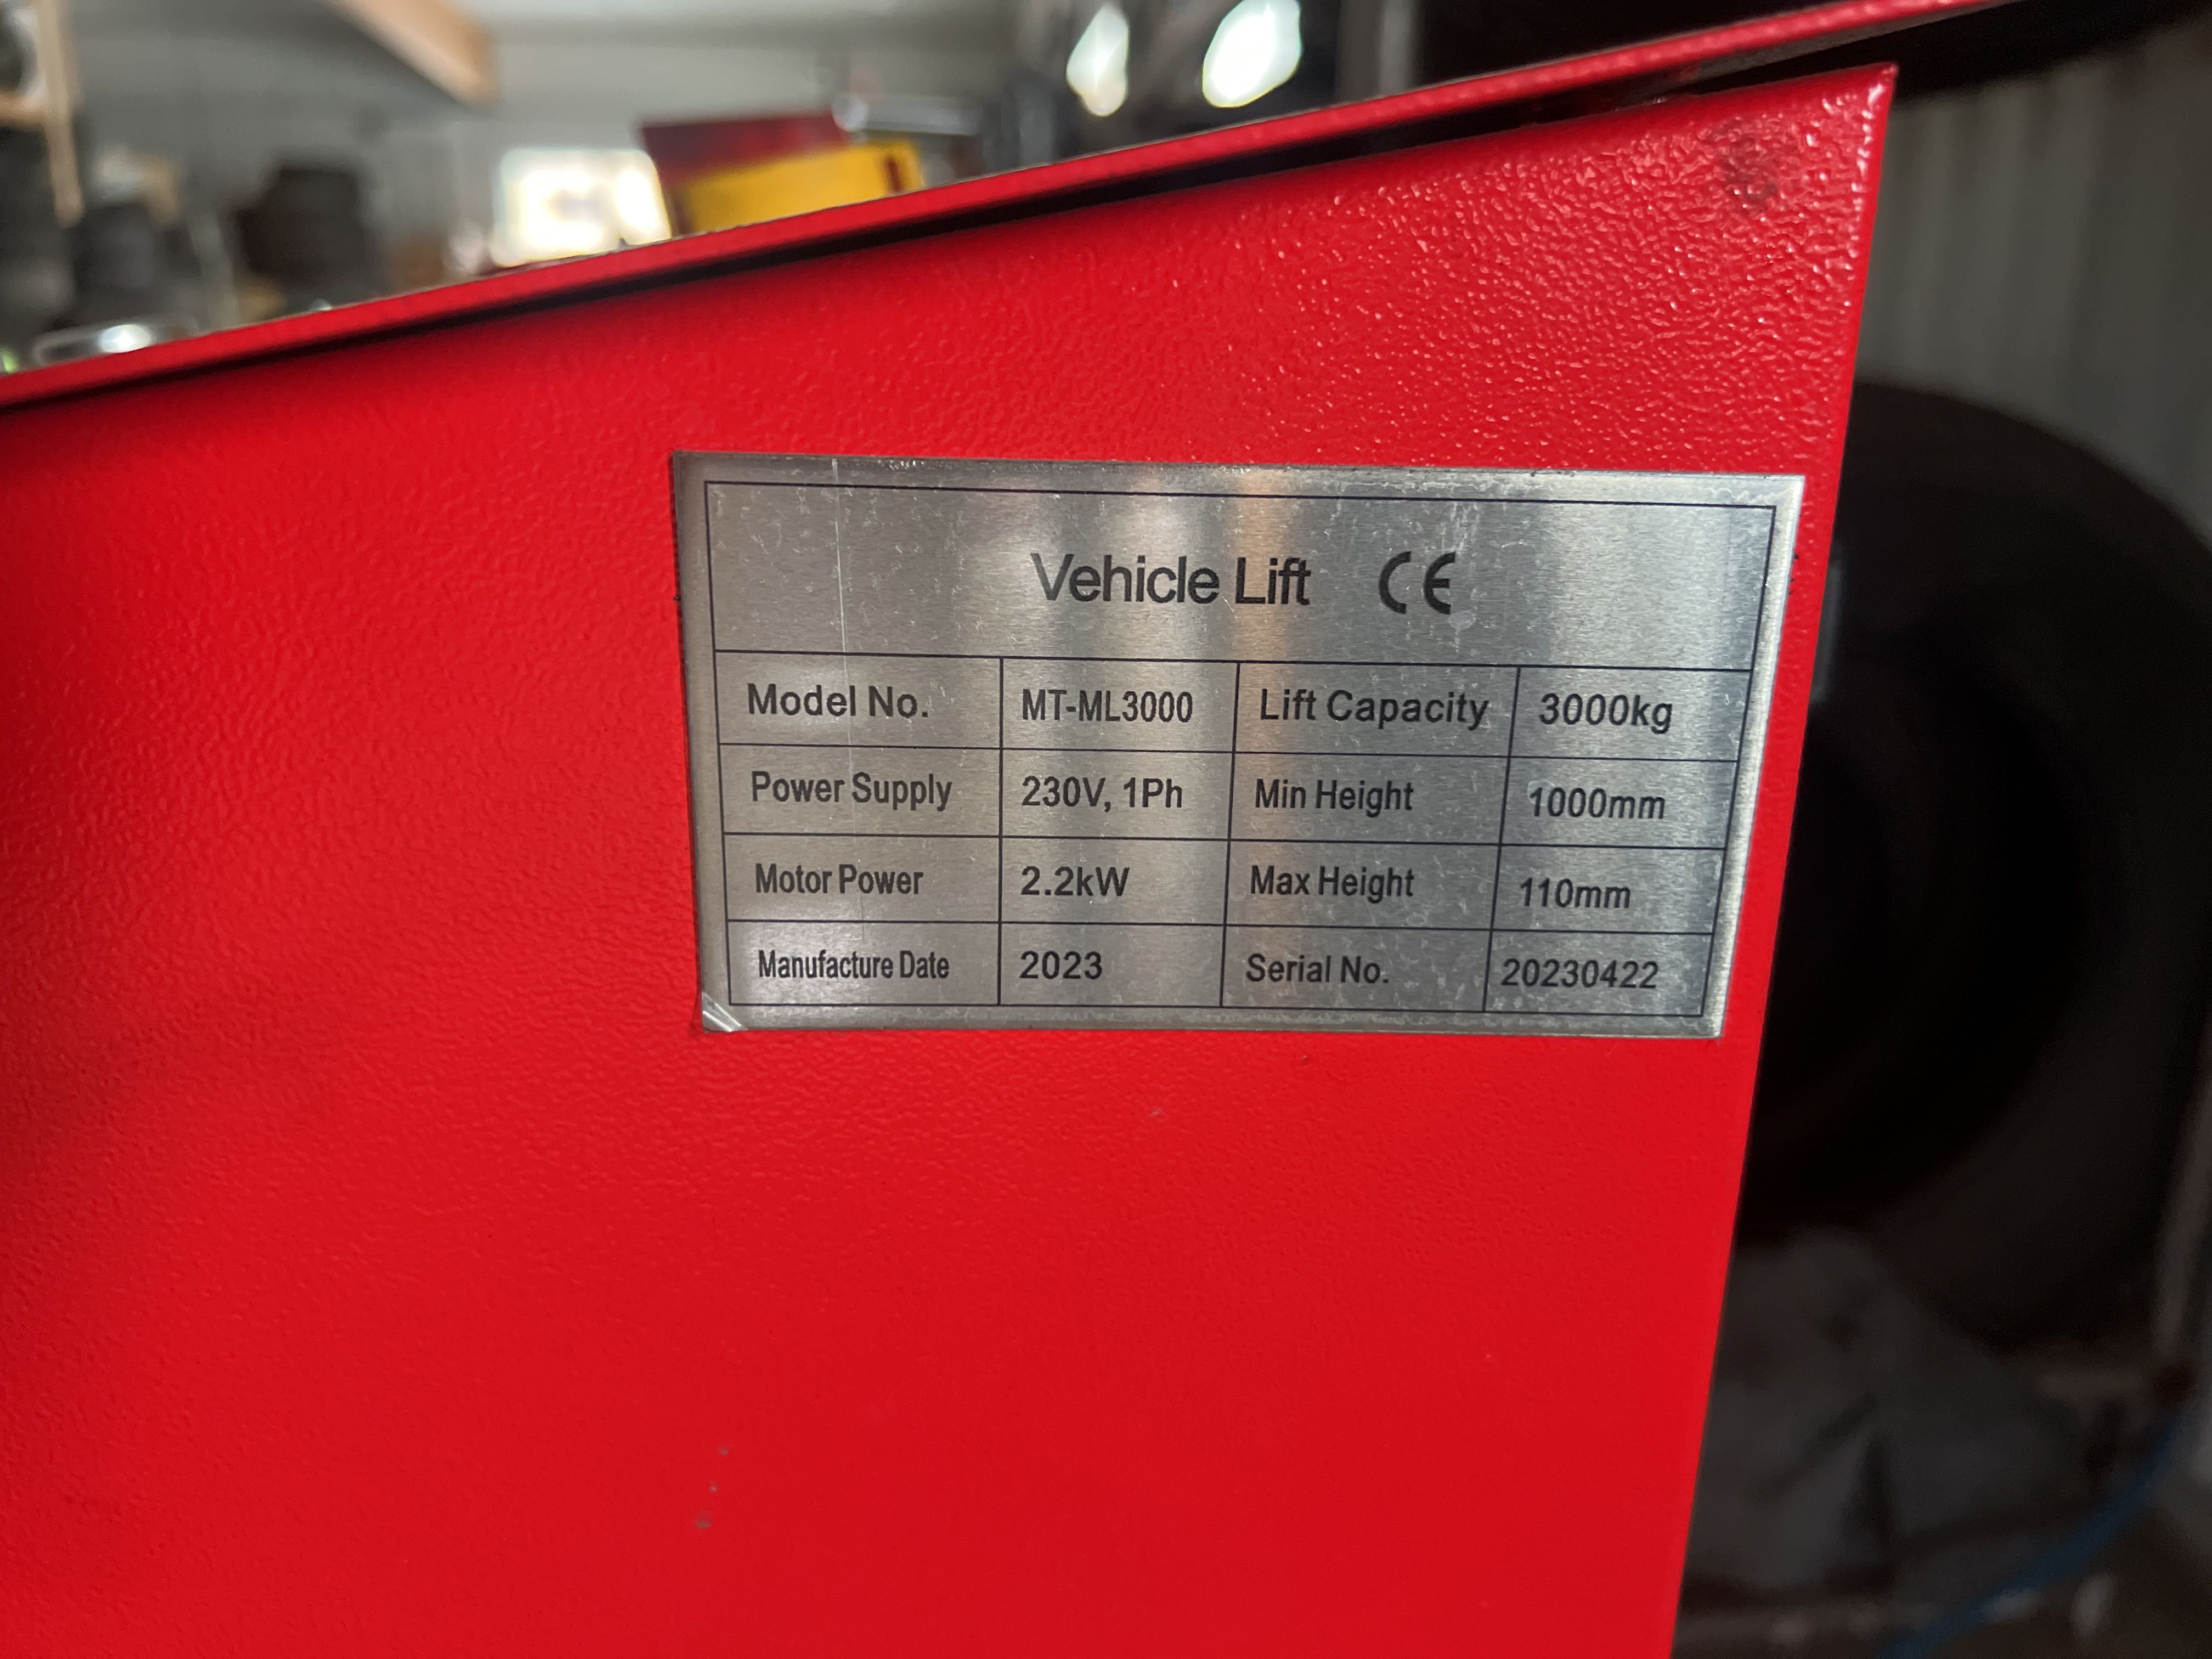 Vehicle Lift CE
Model No. MT-ML3000 Lift Capacity 3000kg
Power Supply 230V, 1Ph Min Height 1000mm
Motor Power 2.2kW Max Height 110mm
Manufacture Date 2023 Serial No. 20230422